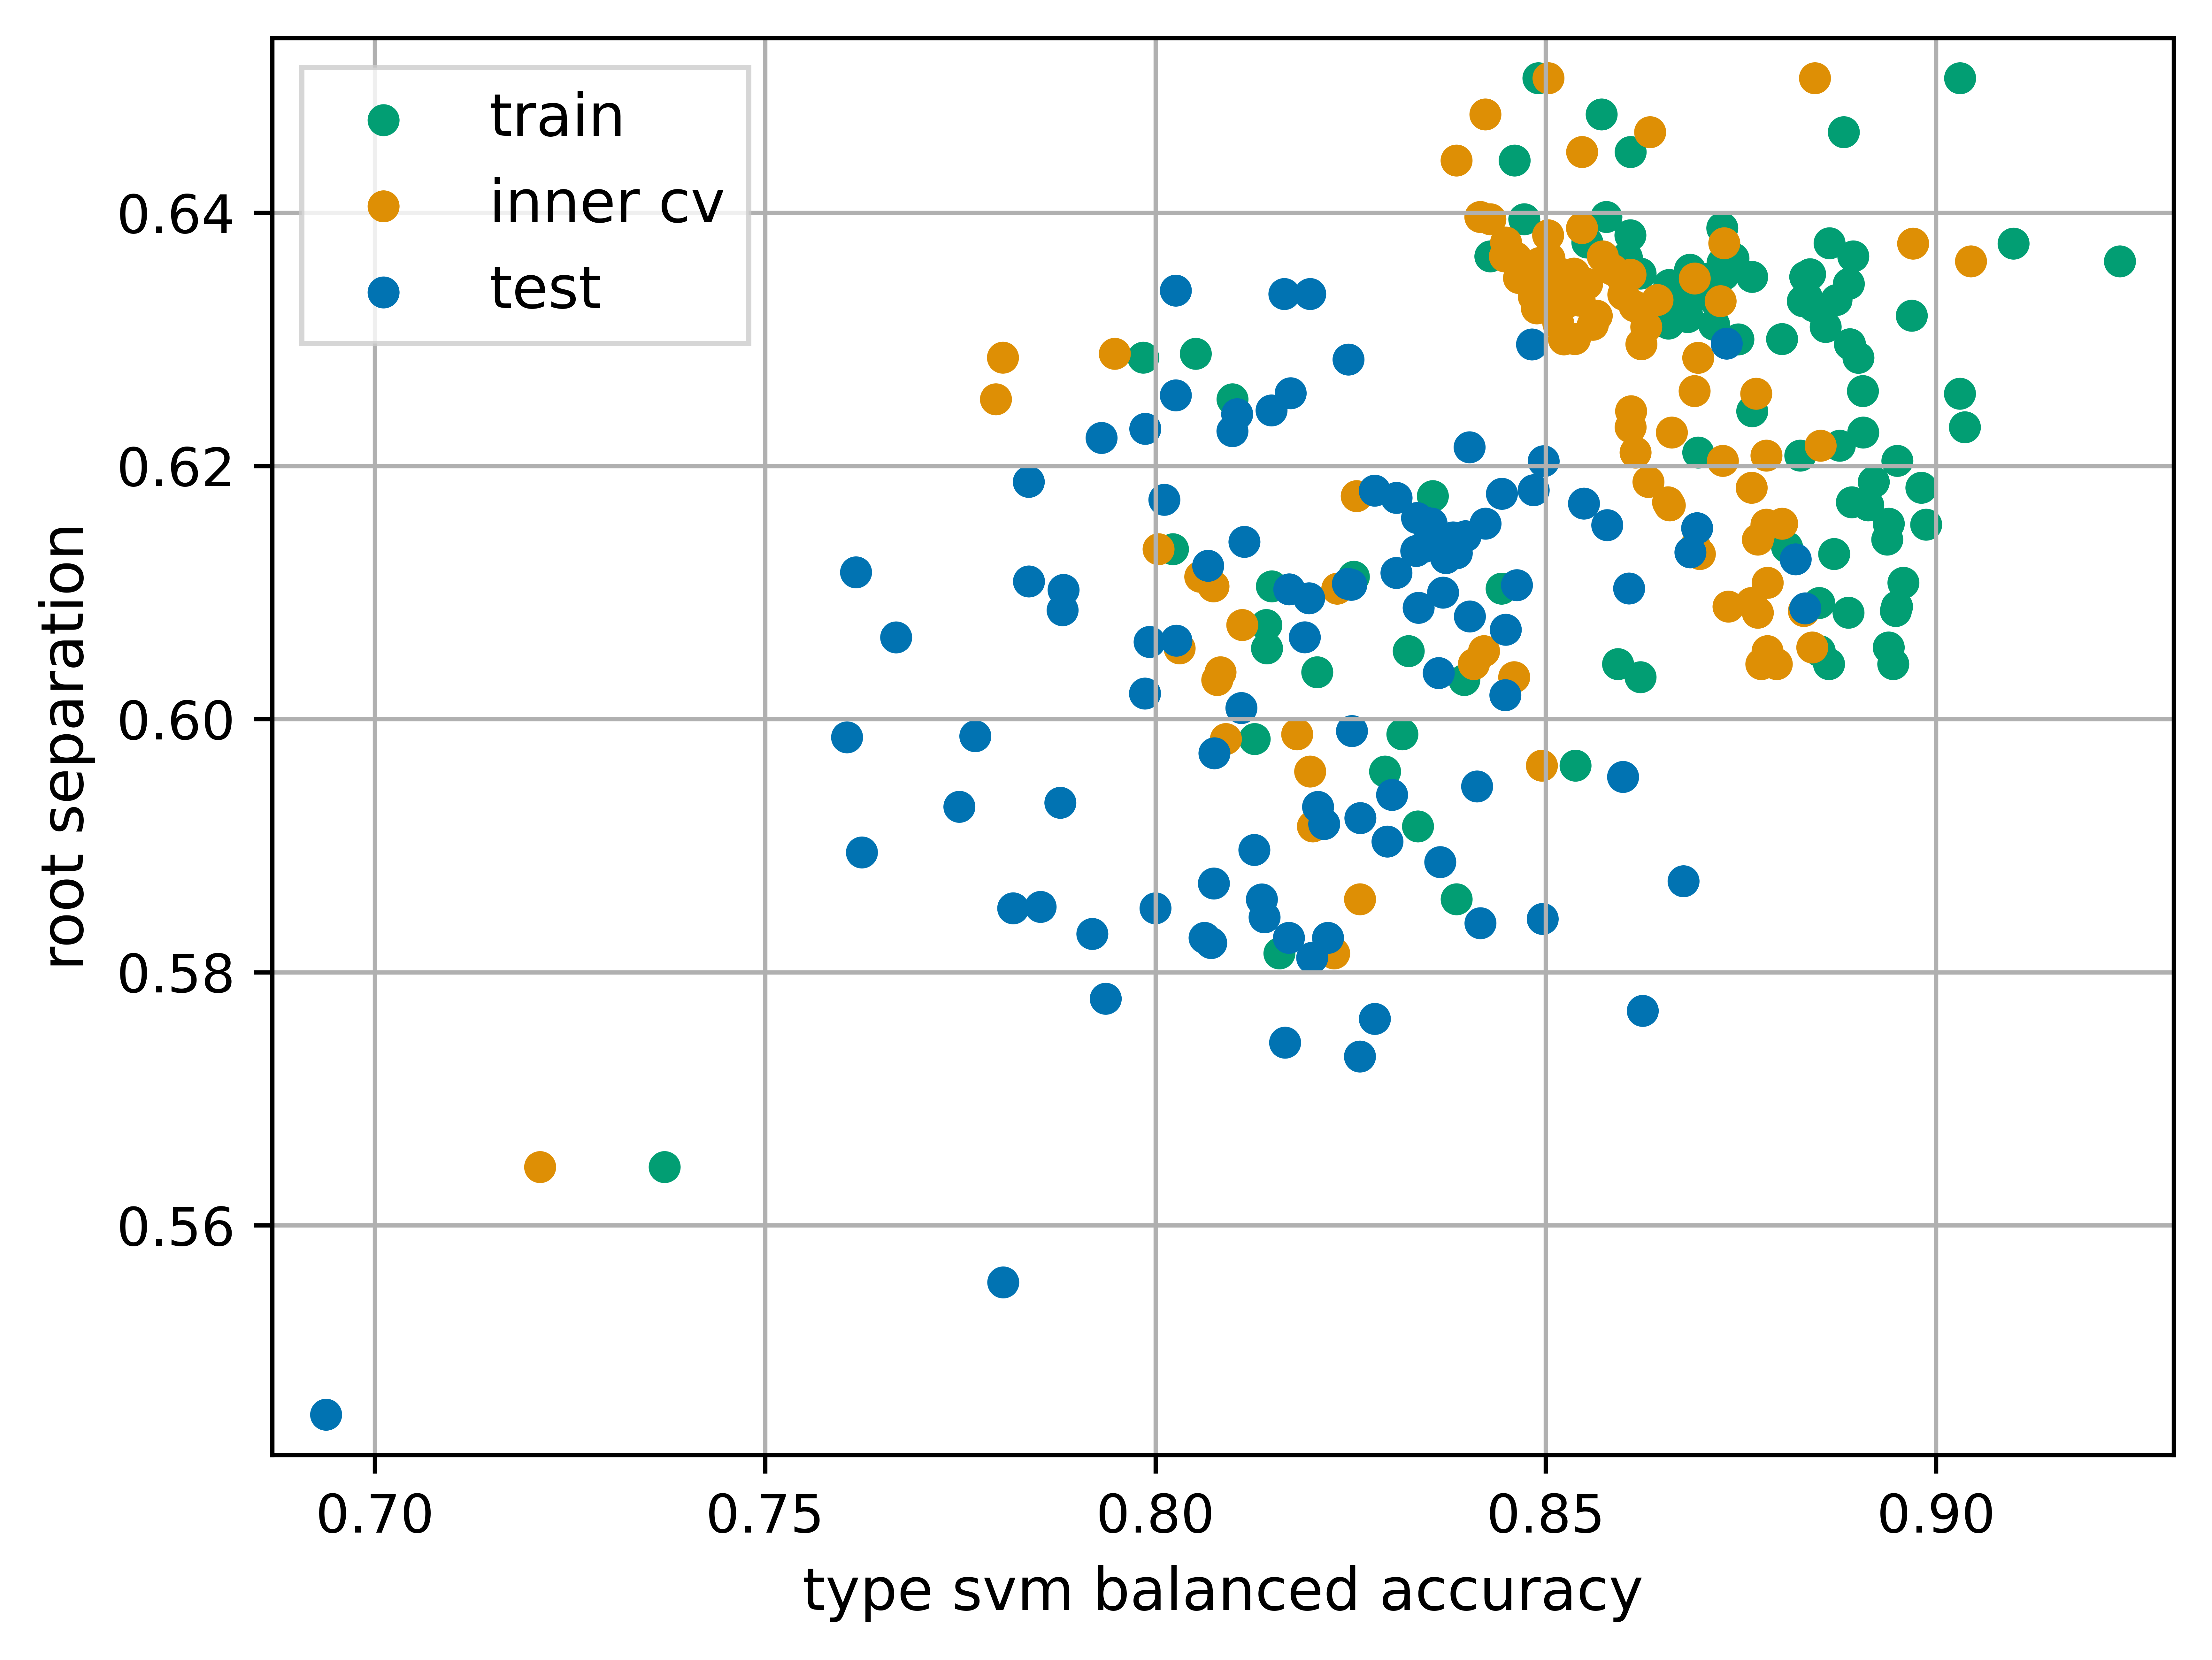 train
inner cv
test
0.64
0.62
0.60
0.58
0.56
root separation
0.70
0.75
0.80
0.85
0.90
type svm balanced accuracy